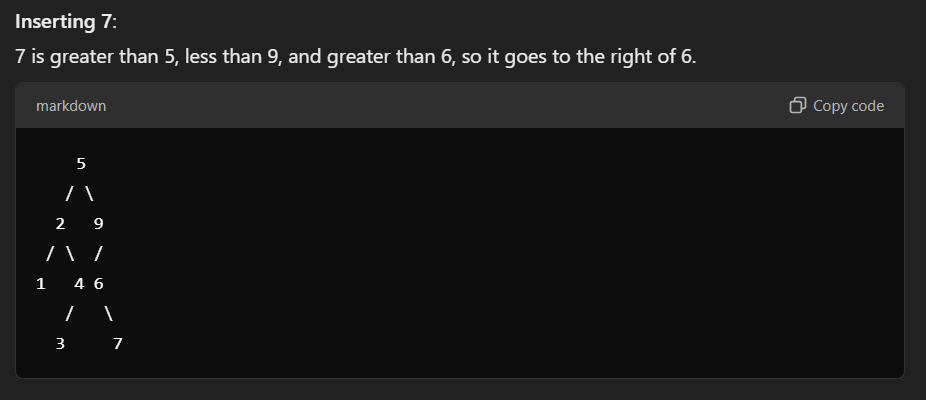 Inserting 7:
7 is greater than 5, less than 9, and greater than 6, so it goes to the right of 6.
markdown Copy code
    5
   / \
  2   9
 / \  /
1   4 6
   /   \
  3     7